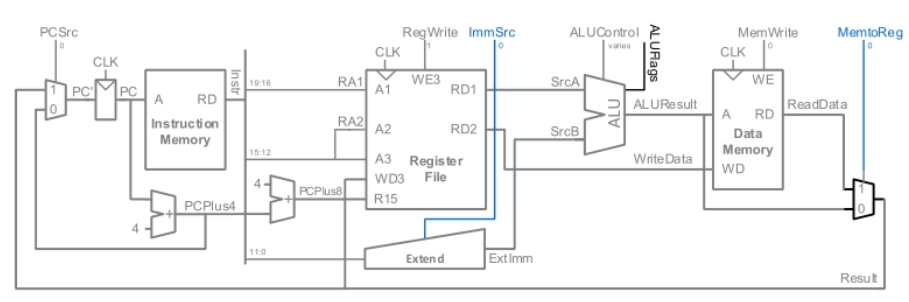 PCSrc
0
RegWrite
1
ImmSrc
0
ALUControl
varies
ALURags
MemWrite
0
MemtoReg
0
CLK
CLK
CLK
Instr
1
0
PC'
PC
A
RD
Instruction
Memory
19:16
RA1
A1
WE3
RD1
SrcA
RA2
A2
RD2
SrcB
ALU
ALUResult
A
WE
RD
ReadData
Data
Memory
15:12
A3
Register
File
WriteData
WD
WD3
R15
1
0
4
PCPlus8
+
PCPlus4
+
4
11:0
Extend
ExtImm
Result